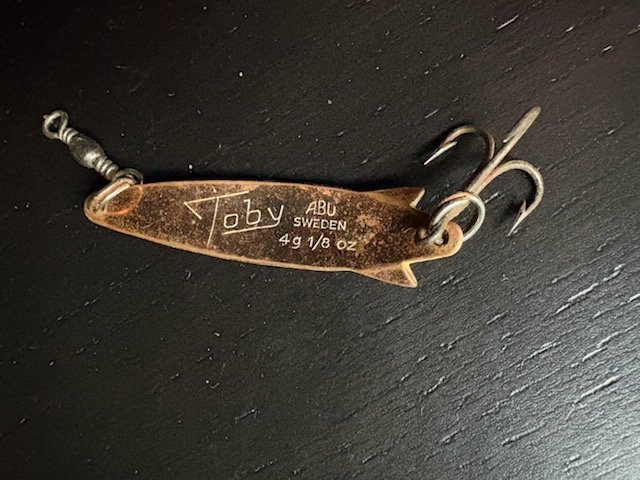 Toby
ABU
SWEDEN
4g 1/8 oz